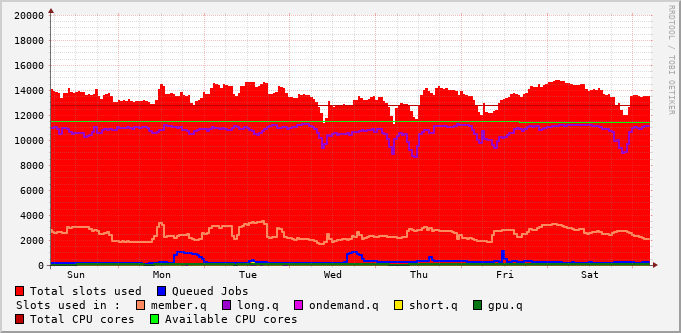 RRDTOOL / TOBI OETIKER
20000
18000
16000
14000
12000
10000
8000
6000
4000
2000
0
Sun Mon Tue Wed Thu Fri Sat
Total slots used Queued Jobs
Slots used in : member.q long.q ondemand.q short.q gpu.q
Total CPU cores Available CPU cores